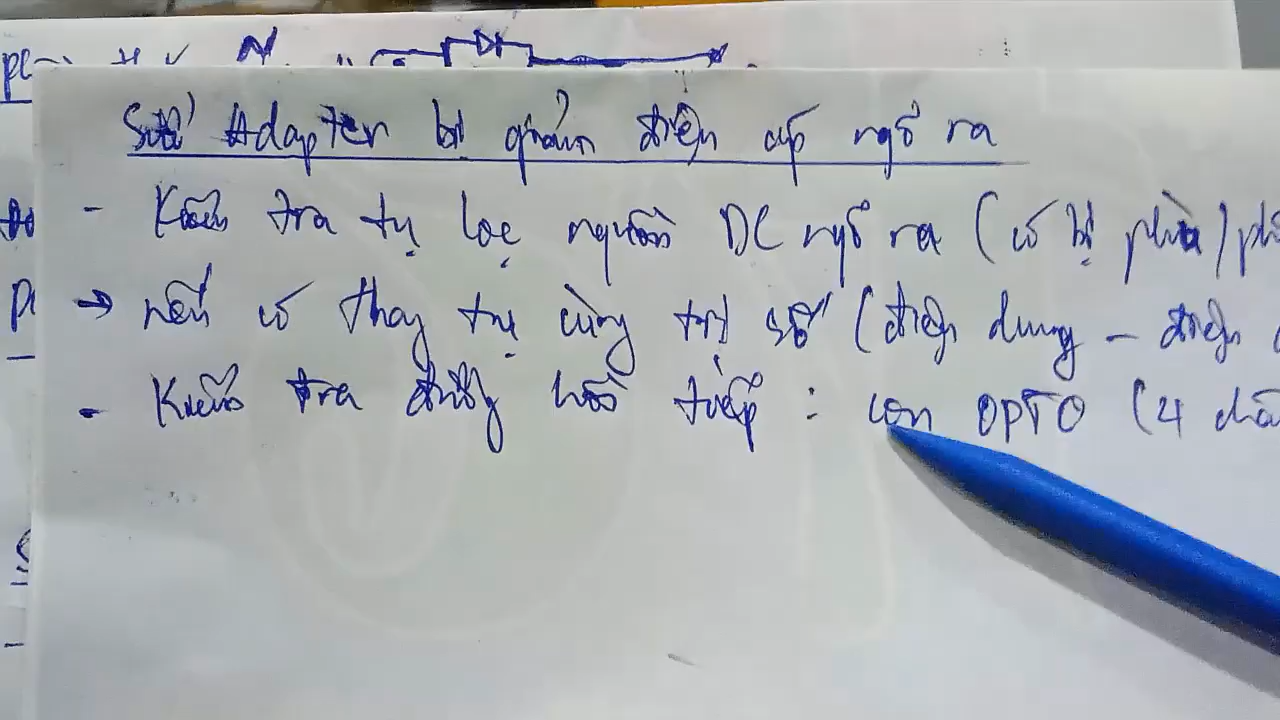 Sửa Adapter bị giảm điện áp ngõ ra
- Kiểm tra tụ lọc nguồn DC ngõ ra (có bị phù/
→ nếu có thay tụ cùng trị số (điện dung - điện
- Kiểm tra đường hồi tiếp : con OPTO (4